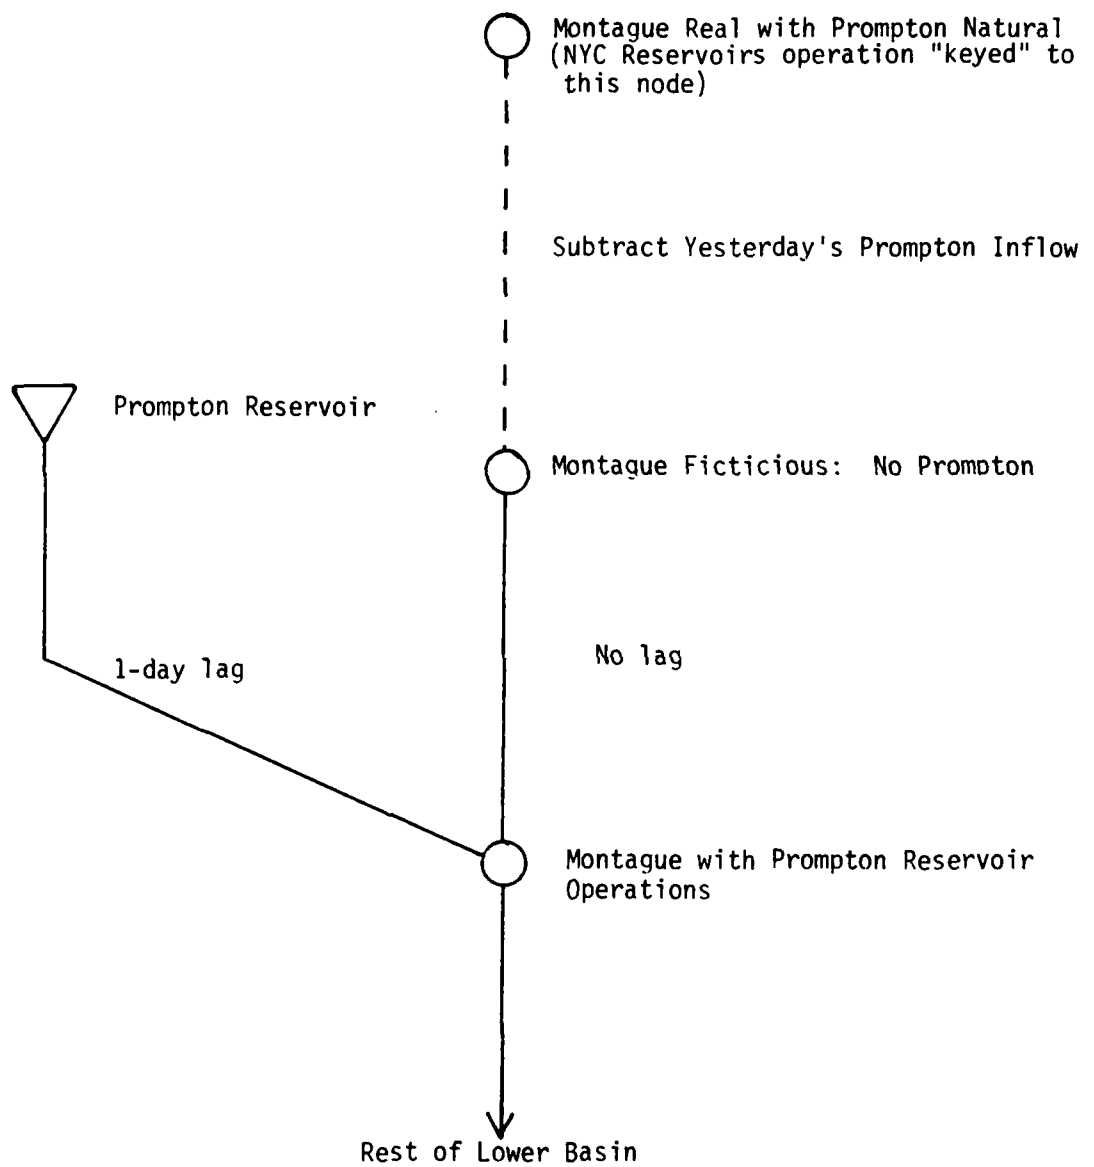 Montague Real with Prompton Natural
(NYC Reservoirs operation "keyed" to
this node)
Subtract Yesterday's Prompton Inflow
Prompton Reservoir
Montague Ficticious: No Prompton
No lag
1-day lag
Montague with Prompton Reservoir
Operations
Rest of Lower Basin